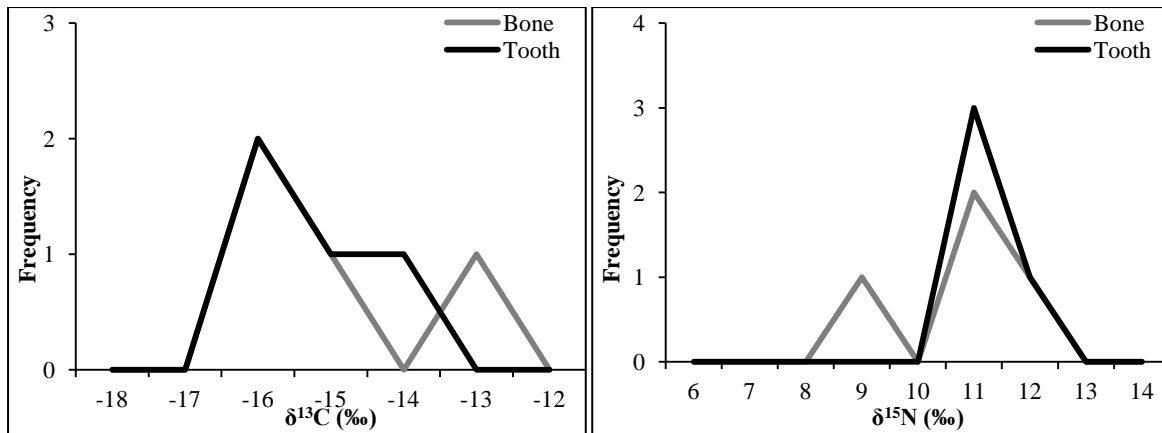 3
2
1
0
Frequency
-18 -17 -16 -15 -14 -13 -12
δ¹³C (‰)
Bone
Tooth
4
3
2
1
0
Frequency
6 7 8 9 10 11 12 13 14
δ¹⁵N (‰)
Bone
Tooth